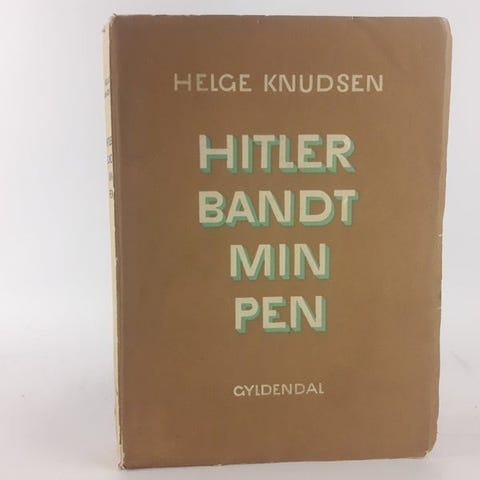 HELGE KNUDSEN
HITLER
BANDT
MIN
PEN
GYLDENDAL